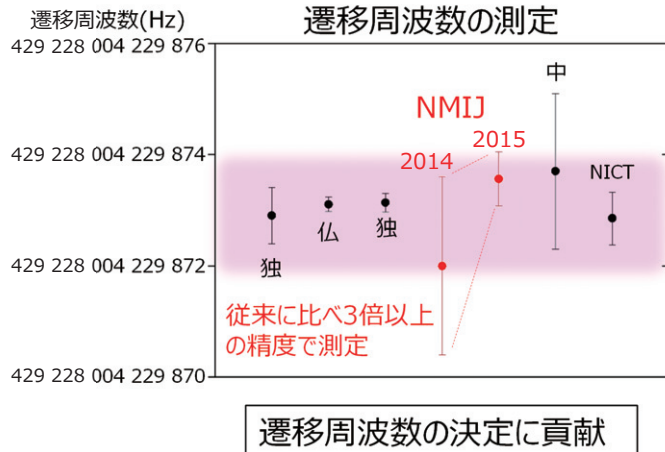 遷移周波数の測定
遷移周波数(Hz)
429 228 004 229 876
中
NMIJ
2015
429 228 004 229 874
2014
NICT
仏
独
独
429 228 004 229 872
従来に比べ3倍以上
の精度で測定
429 228 004 229 870
遷移周波数の決定に貢献